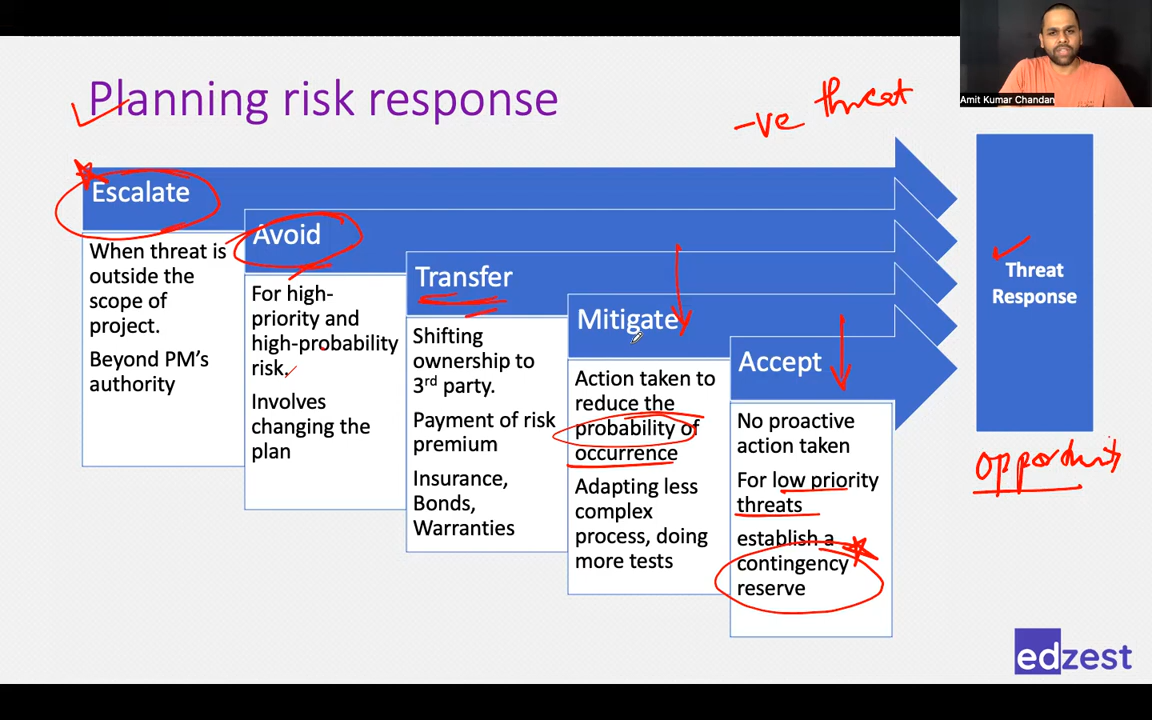 Amit Kumar Chandan
Planning risk response
-ve threat
Escalate
When threat is
outside the
scope of
project.
Beyond PM's
authority
Avoid
For high-
priority and
high-probability
risk.
Involves
changing the
plan
Transfer
Shifting
ownership to
3rd party.
Payment of risk
premium
Insurance,
Bonds,
Warranties
Mitigate
Action taken to
reduce the
probability of
occurrence
Adapting less
complex
process, doing
more tests
Accept
No proactive
action taken
For low priority
threats
establish a
contingency
reserve
Threat
Response
edzest